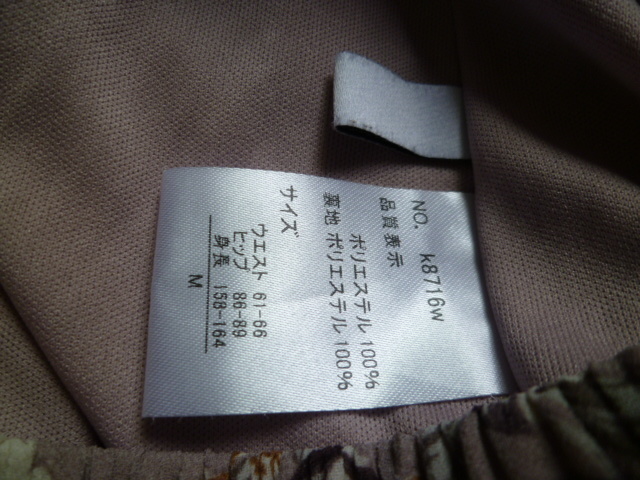 NO. k8716w
品質表示
ポリエステル 100%
裏地 ポリエステル 100%
サイズ
ウエスト 61-66
ヒップ 86-89
身長 158-164
M